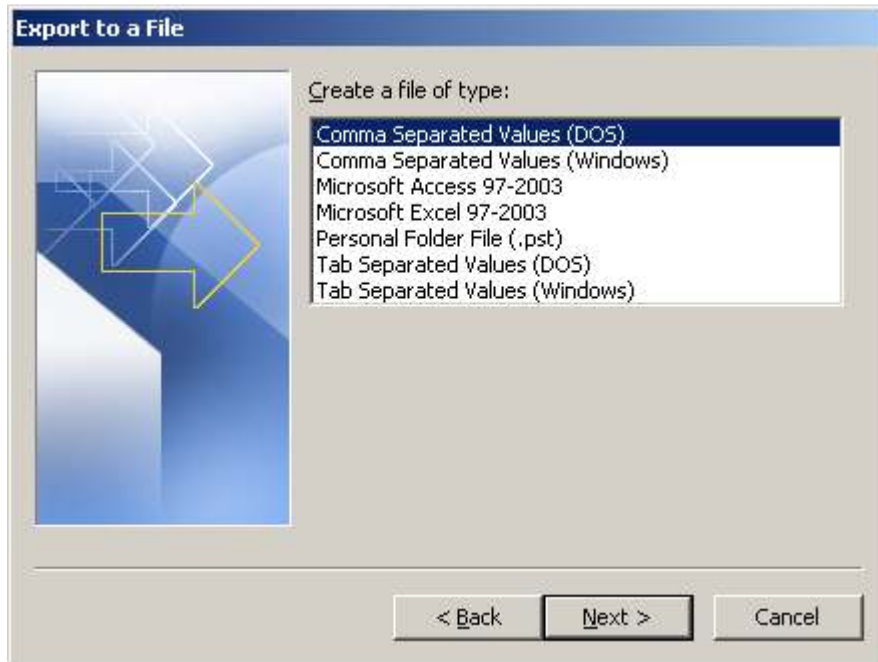 Export to a File
Create a file of type:
Comma Separated Values (DOS)
Comma Separated Values (Windows)
Microsoft Access 97-2003
Microsoft Excel 97-2003
Personal Folder File (.pst)
Tab Separated Values (DOS)
Tab Separated Values (Windows)
< Back Next > Cancel